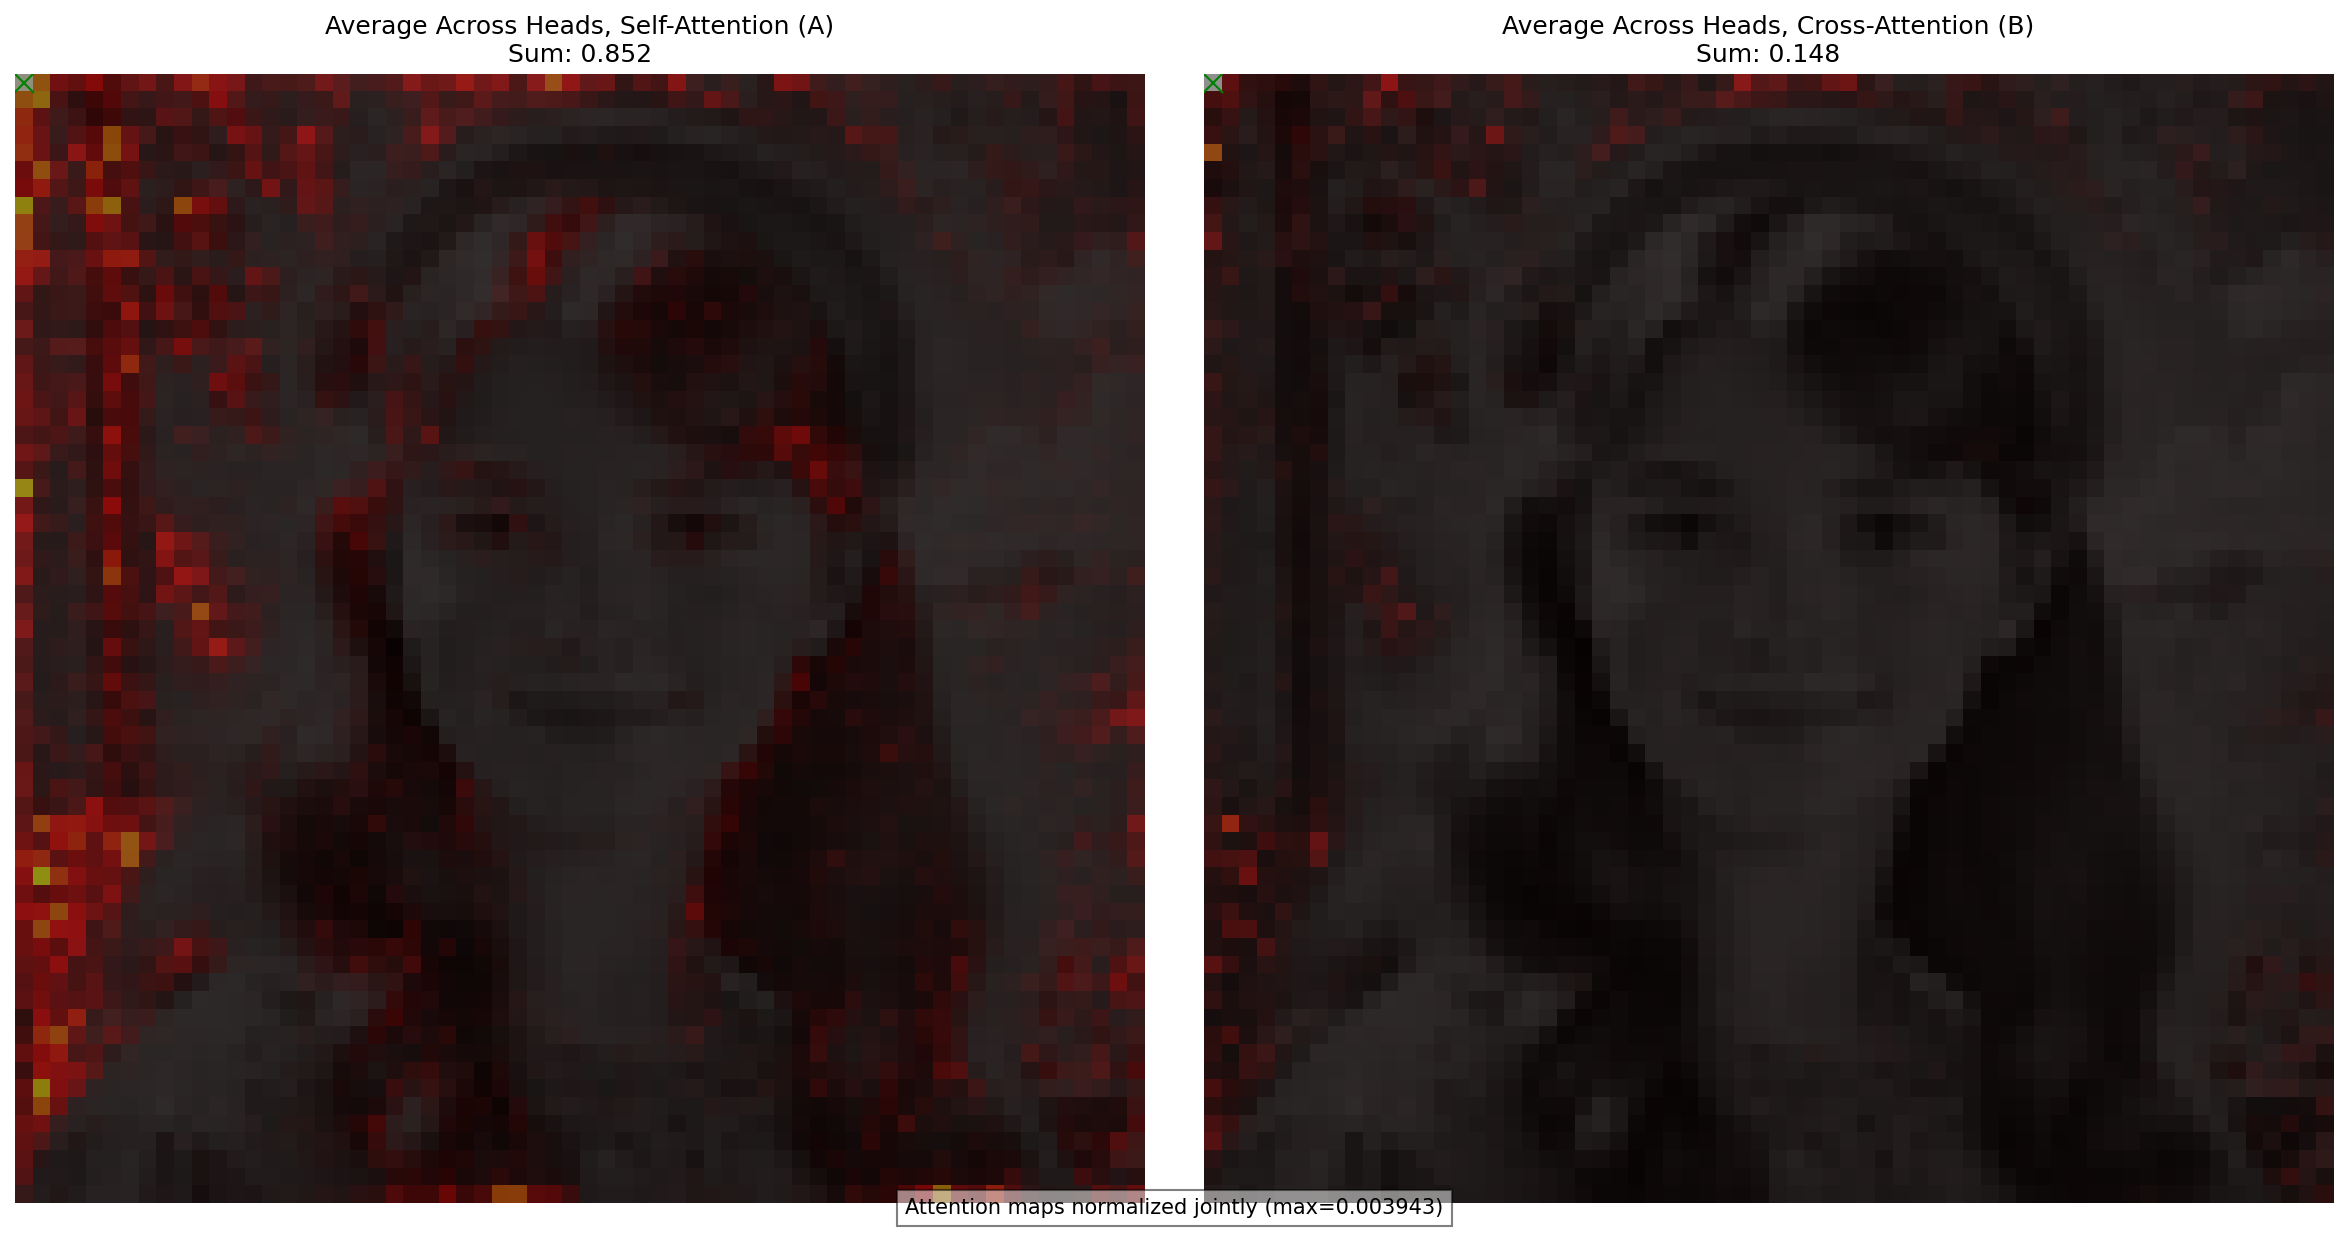 Average Across Heads, Self-Attention (A)
Sum: 0.852
Average Across Heads, Cross-Attention (B)
Sum: 0.148
Attention maps normalized jointly (max=0.003943)